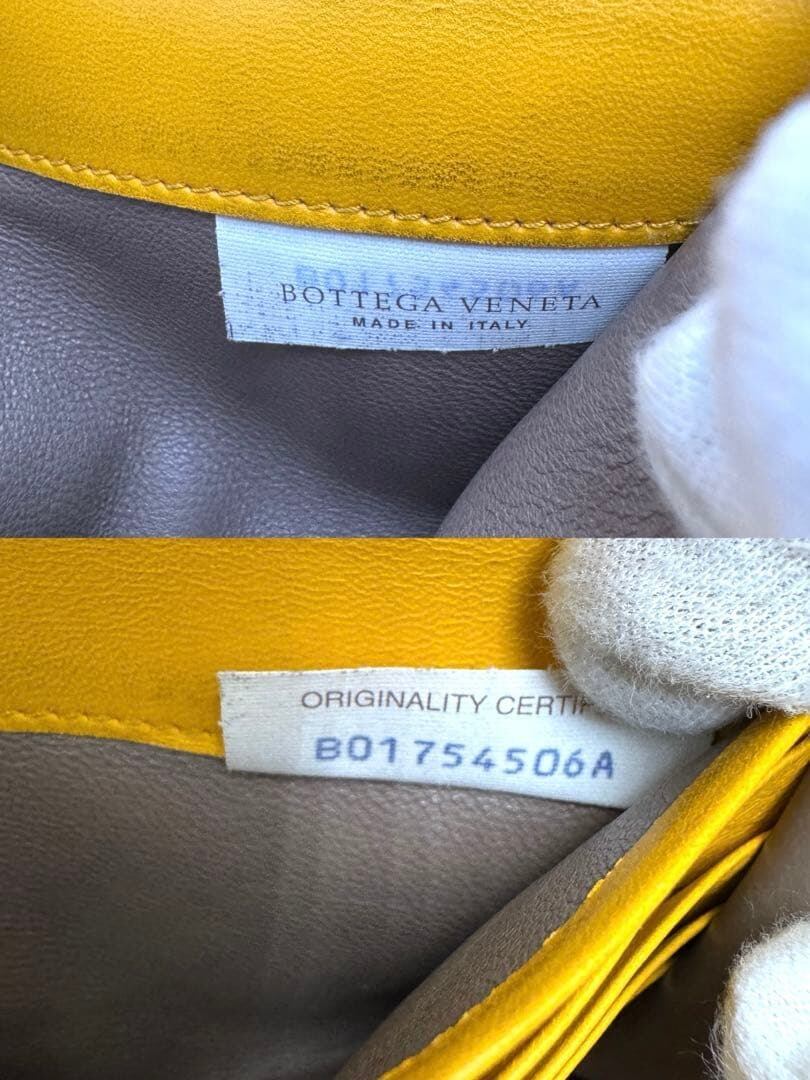 BOTTEGA VENETA
MADE IN ITALY
ORIGINALITY CERTIF
B01754506A